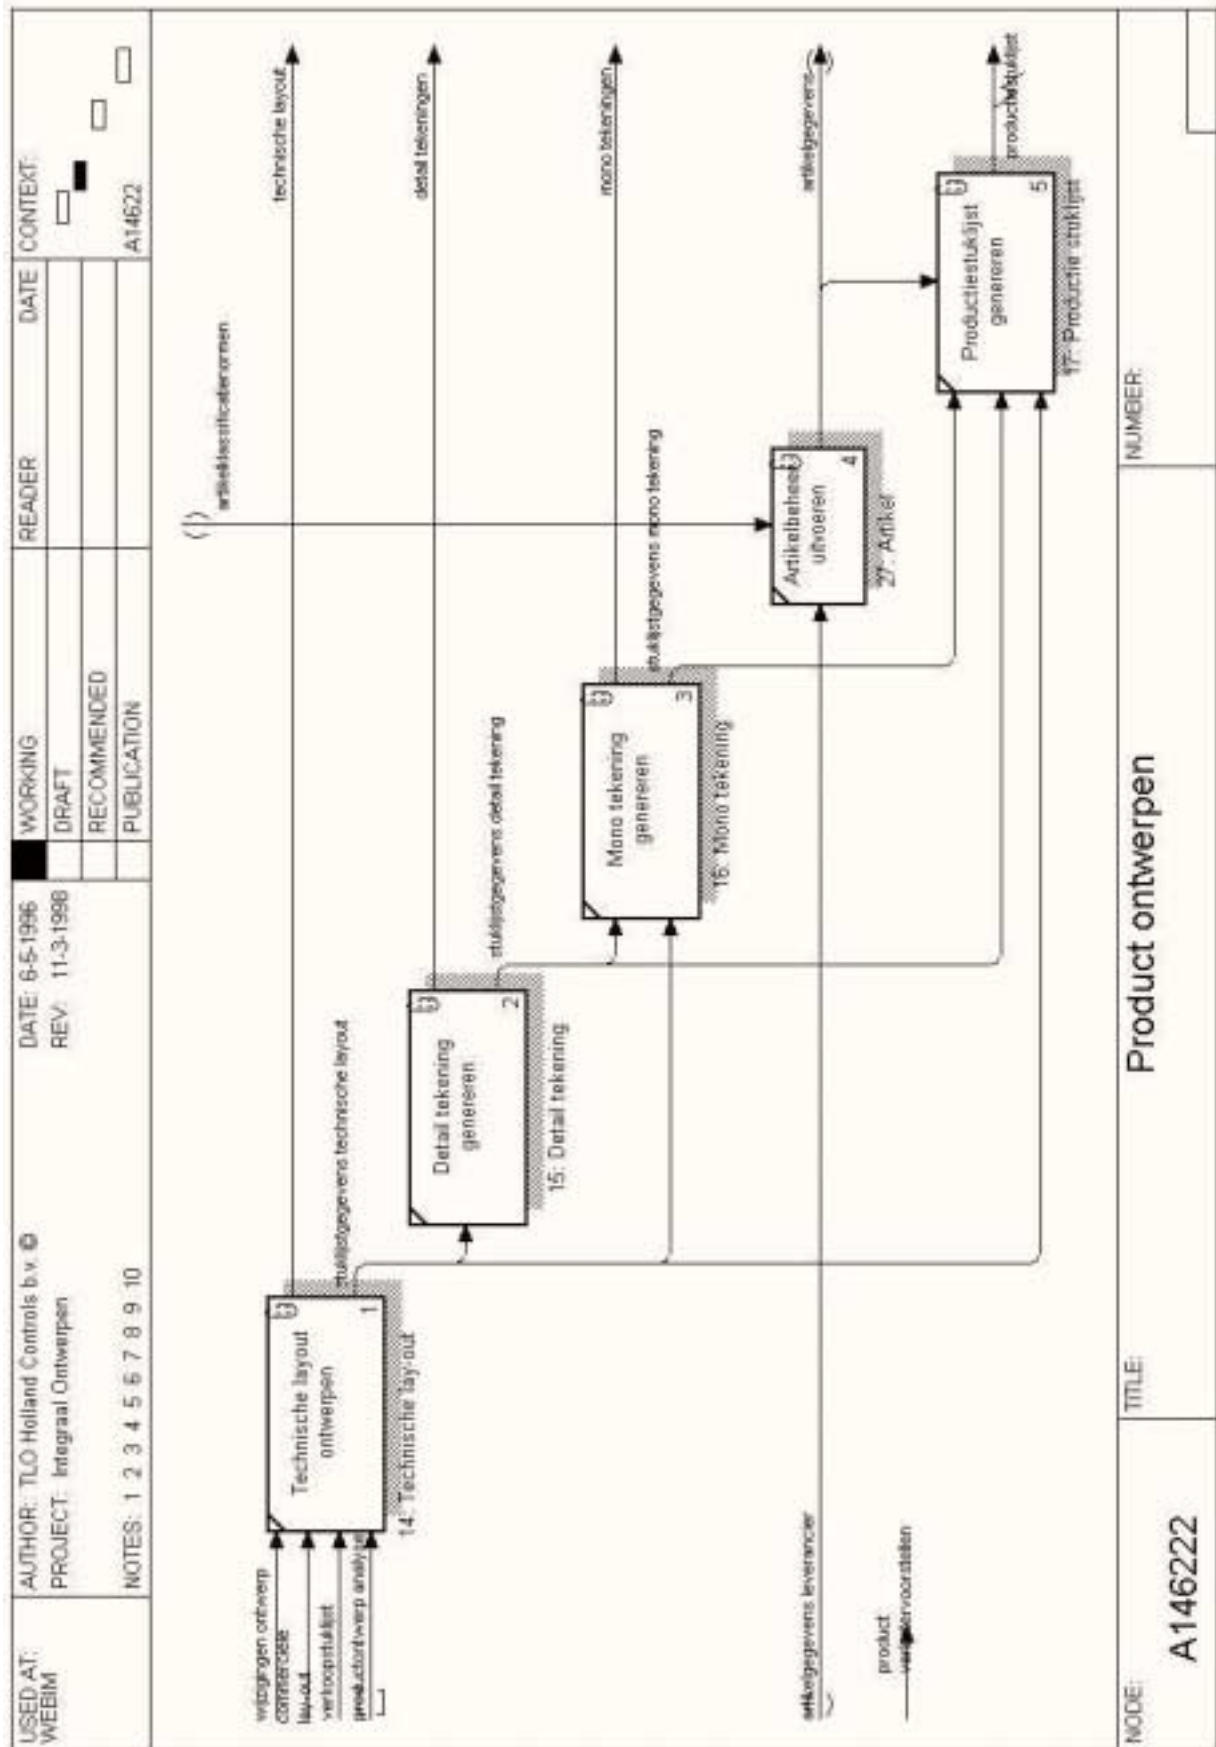 USED AT:
WEBIM
AUTHOR: TLO Holland Controls b.v. ©
PROJECT: Integraal Ontwerpen
NOTES: 1 2 3 4 5 6 7 8 9 10
DATE: 6-5-1996
REV: 11-3-1998
WORKING
DRAFT
RECOMMENDED
PUBLICATION
READER
DATE
CONTEXT:
A14622
wijzigingen ontwerp
commerciele
lay-out
verkoopstuklijst
productontwerp analyse
Technische layout
ontwerpen
1
14: Technische lay-out
technische layout
stuklijstgegevens technische layout
Detail tekening
genereren
2
15: Detail tekening
detail tekeningen
stuklijstgegevens detail tekening
Mono tekening
genereren
3
16: Mono tekening
mono tekeningen
stuklijstgegevens mono tekening
artikelclassificatienormen
artikelgegevens leverancier
Artikelbeheer
uitvoeren
4
27: Artikel
artikelgegevens
product
Productiestuklijst
genereren
5
17: Productie stuklijst
productiestuklijst
NODE:
A146222
TITLE:
Product ontwerpen
NUMBER: